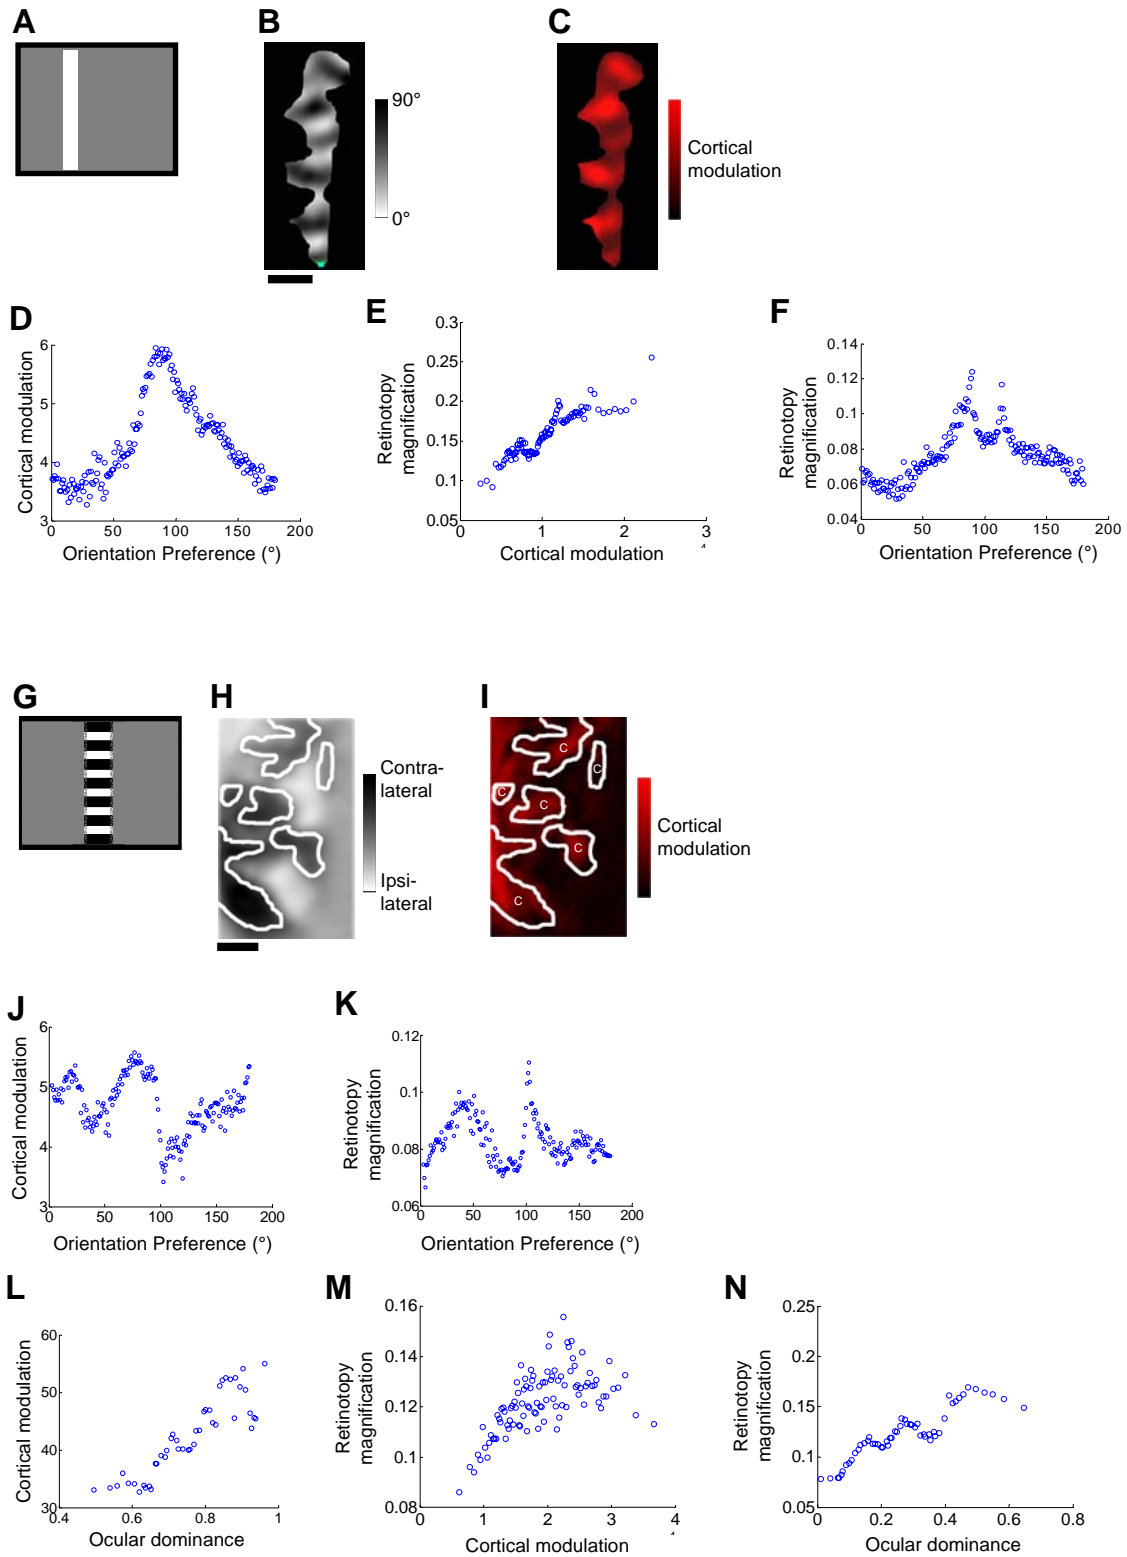 A
B
C
90°
0°
Cortical
modulation
D
E
F
Cortical modulation
6
5
4
3
0
50
100
150
200
Orientation Preference (°)
Retinotopy
magnification
0.3
0.25
0.2
0.15
0.1
0.05
0
1
2
3
4
Cortical modulation
Retinotopy
magnification
0.14
0.12
0.1
0.08
0.06
0.04
0
50
100
150
200
Orientation Preference (°)
G
H
I
Contra-
lateral
Ipsi-
lateral
C
C
C
C
C
C
Cortical
modulation
J
K
Cortical modulation
6
5
4
3
0
50
100
150
200
Orientation Preference (°)
Retinotopy
magnification
0.12
0.1
0.08
0.06
0
50
100
150
200
Orientation Preference (°)
L
M
N
Cortical modulation
60
50
40
30
0.4
0.6
0.8
1
Ocular dominance
Retinotopy
magnification
0.16
0.14
0.12
0.1
0.08
0
1
2
3
4
Cortical modulation
Retinotopy
magnification
0.25
0.2
0.15
0.1
0.05
0
0.2
0.4
0.6
0.8
Ocular dominance